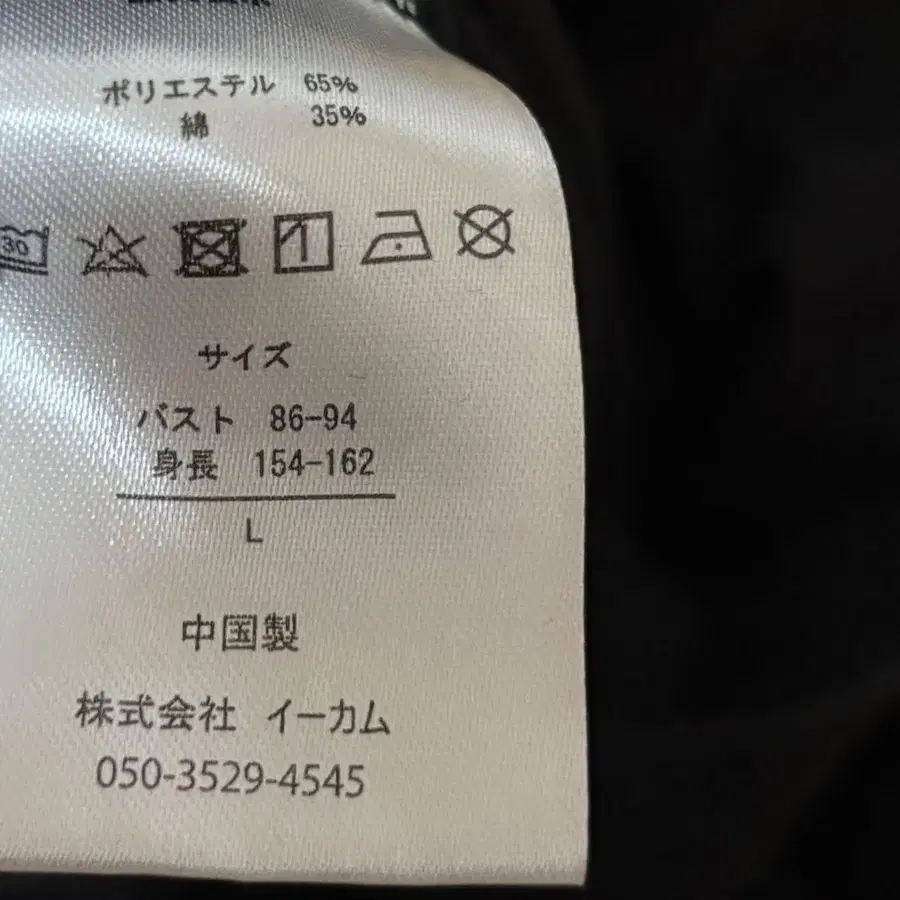 ポリエステル 65%
綿 35%
30
サイズ
バスト 86-94
身長 154-162
L
中国製
株式会社 イーカム
050-3529-4545